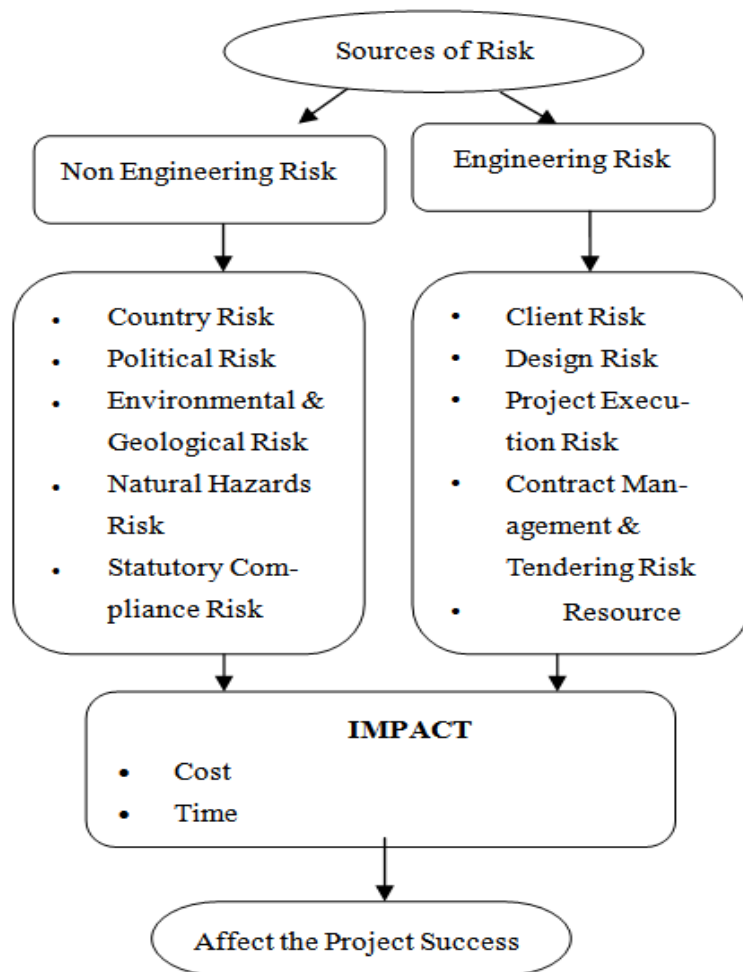 Sources of Risk
Non Engineering Risk
Engineering Risk
• Country Risk
• Political Risk
• Environmental &
Geological Risk
• Natural Hazards
Risk
• Statutory Com-
pliance Risk
• Client Risk
• Design Risk
• Project Execu-
tion Risk
• Contract Man-
agement &
Tendering Risk
• Resource
IMPACT
• Cost
• Time
Affect the Project Success